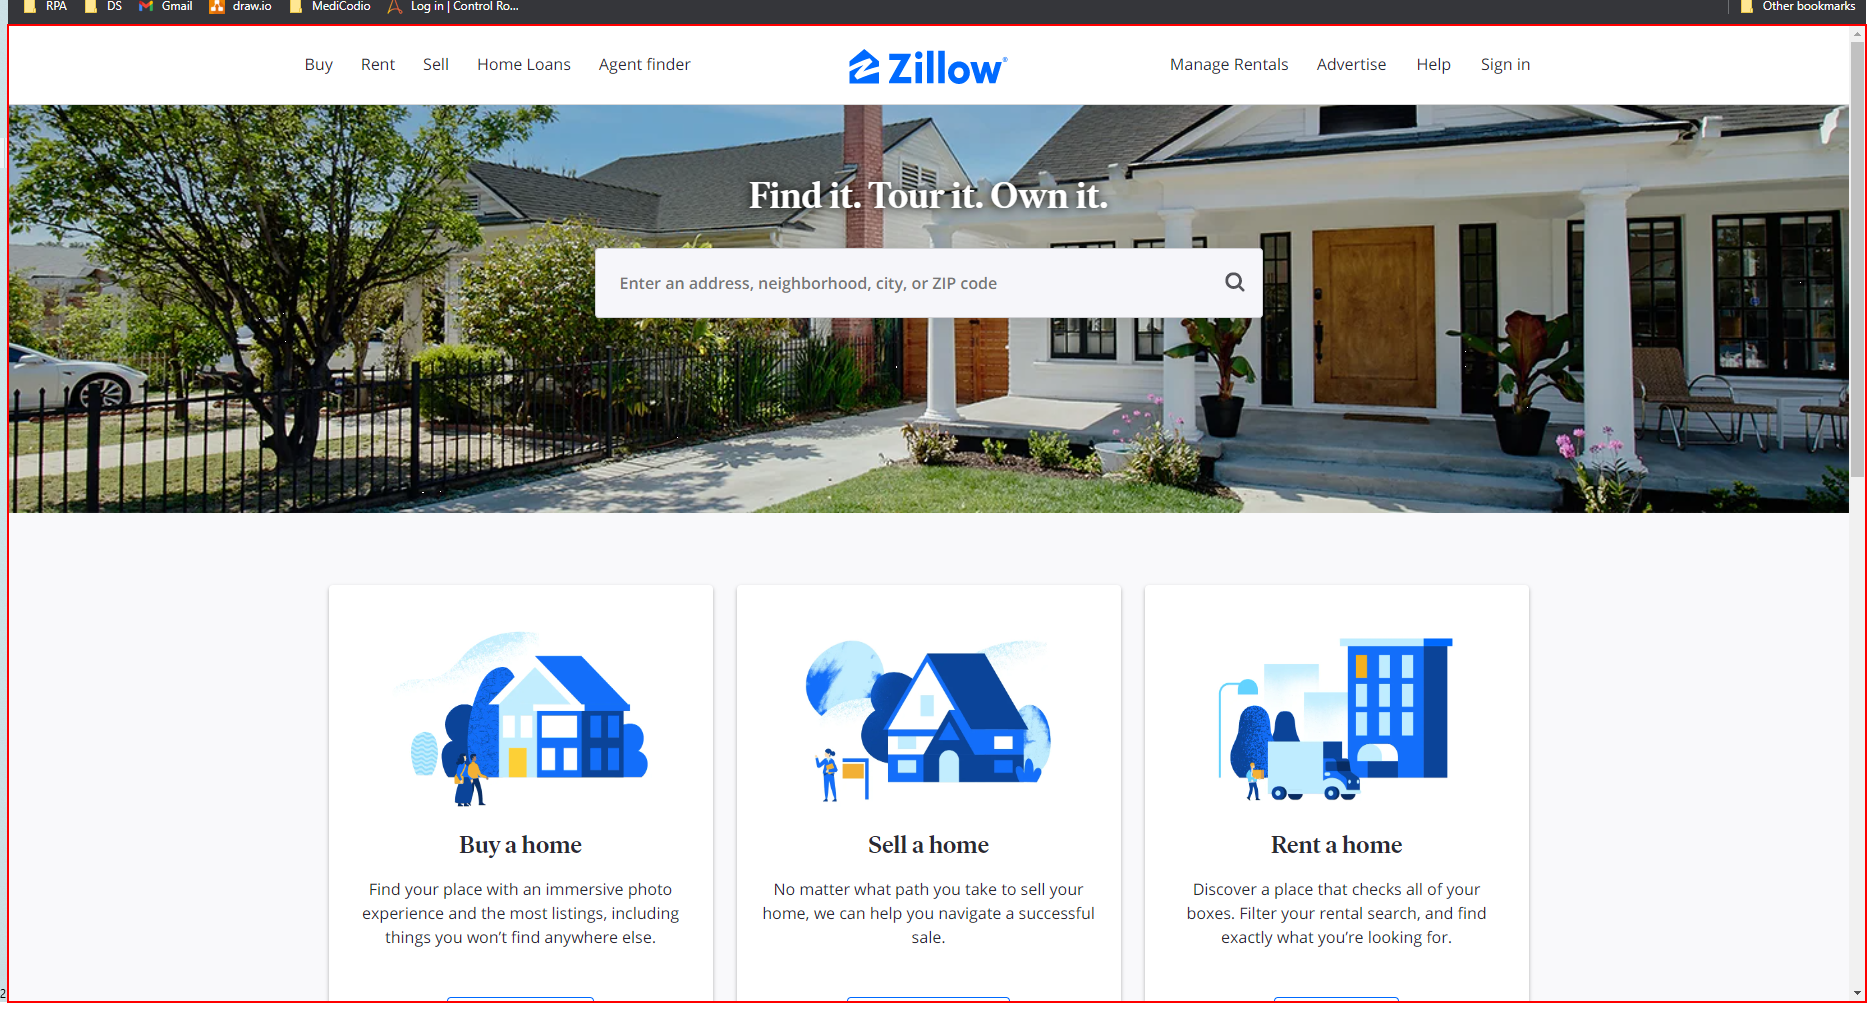 RPA DS Gmail draw.io MediCodio Log in | Control Ro... Other bookmarks
Buy Rent Sell Home Loans Agent finder Zillow® Manage Rentals Advertise Help Sign in
Find it. Tour it. Own it.
Enter an address, neighborhood, city, or ZIP code
Buy a home
Find your place with an immersive photo
experience and the most listings, including
things you won’t find anywhere else.
Sell a home
No matter what path you take to sell your
home, we can help you navigate a successful
sale.
Rent a home
Discover a place that checks all of your
boxes. Filter your rental search, and find
exactly what you’re looking for.
2